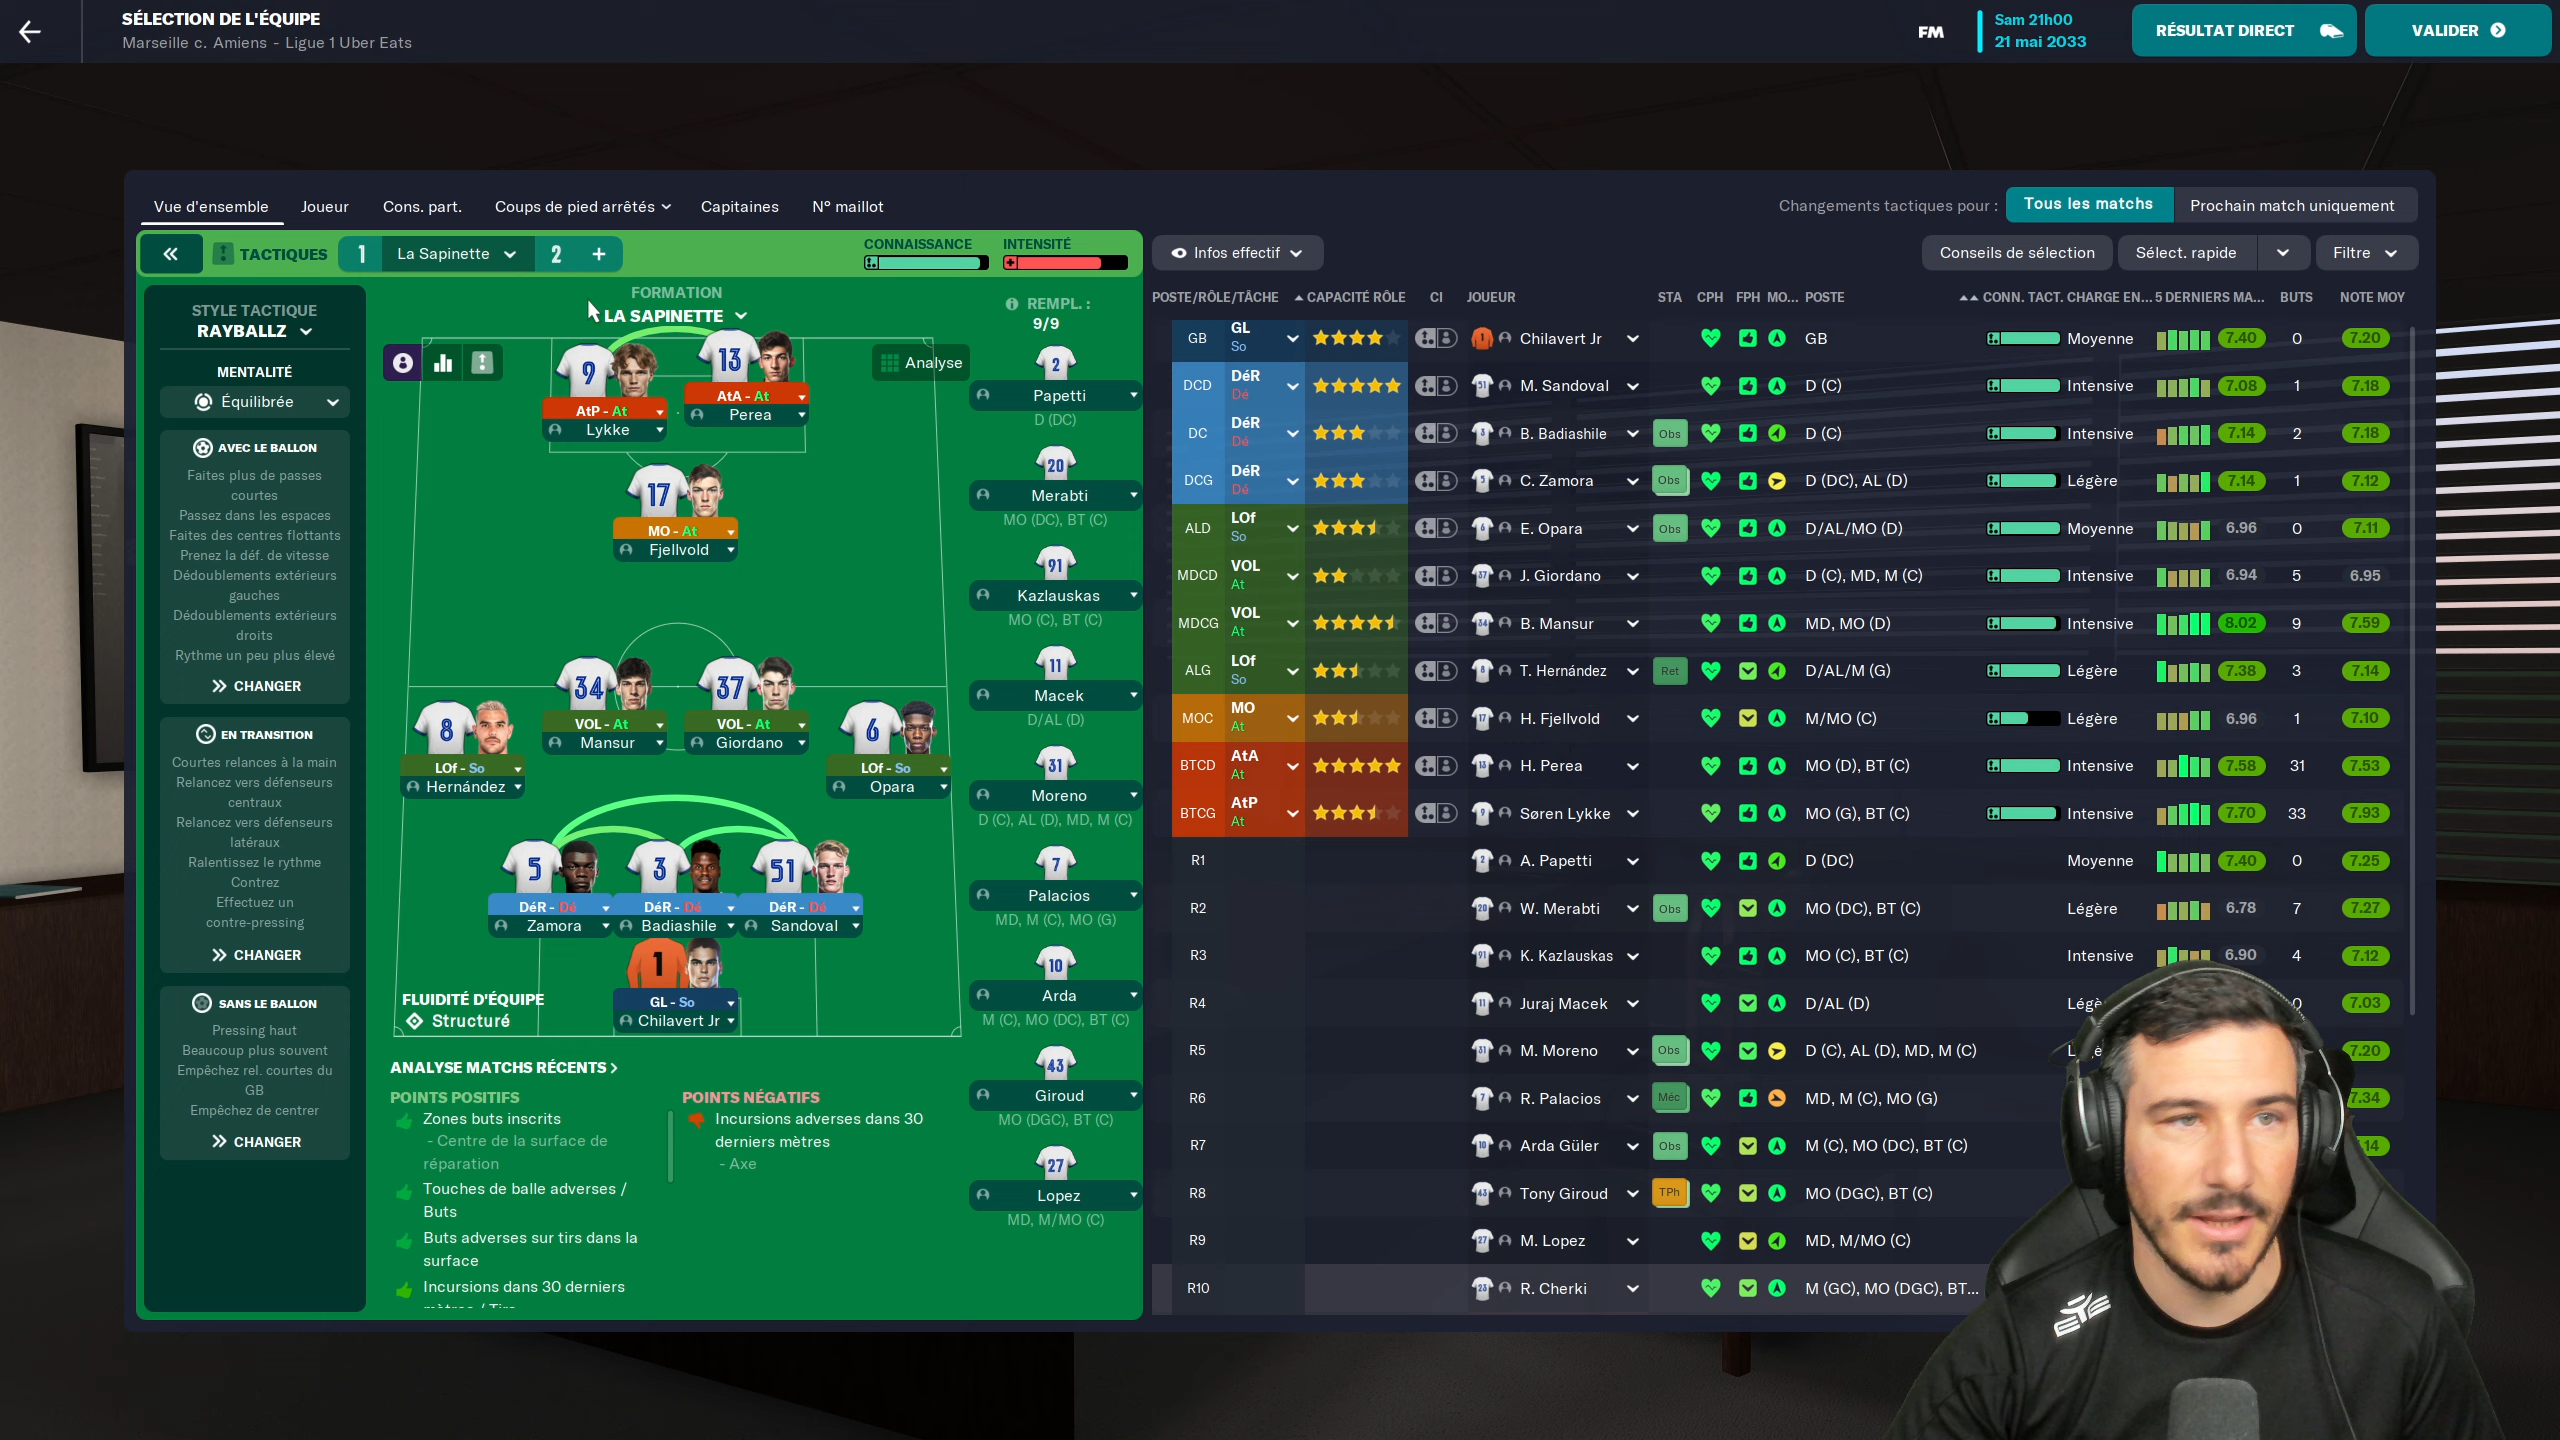 SÉLECTION DE L'ÉQUIPE
Marseille c. Amiens - Ligue 1 Uber Eats
FM
Sam 21h00
21 mai 2033
RÉSULTAT DIRECT
VALIDER
Vue d'ensemble
Joueur
Cons. part.
Coups de pied arrêtés
Capitaines
N° maillot
Changements tactiques pour :
Tous les matchs
Prochain match uniquement
TACTIQUES
1
La Sapinette
2
+
CONNAISSANCE
INTENSITÉ
Infos effectif
Conseils de sélection
Sélect. rapide
Filtre
STYLE TACTIQUE
RAYBALLZ
MENTALITÉ
Équilibrée
AVEC LE BALLON
Faites plus de passes
courtes
Passez dans les espaces
Faites des centres flottants
Prenez la déf. de vitesse
Dédoublements extérieurs
gauches
Dédoublements extérieurs
droits
Rythme un peu plus élevé
CHANGER
EN TRANSITION
Courtes relances à la main
Relancez vers défenseurs
centraux
Relancez vers défenseurs
latéraux
Ralentissez le rythme
Contrez
Effectuez un
contre-pressing
CHANGER
SANS LE BALLON
Pressing haut
Beaucoup plus souvent
Empêchez rel. courtes du
GB
Empêchez de centrer
CHANGER
FORMATION
LA SAPINETTE
Analyse
9
AtP - At
Lykke
13
AtA - At
Perea
17
MO - At
Fjellvold
34
VOL - At
Mansur
37
VOL - At
Giordano
8
LOf - So
Hernández
6
LOf - So
Opara
5
DéR - Dé
Zamora
3
DéR - Dé
Badiashile
51
DéR - Dé
Sandoval
1
GL - So
Chilavert Jr
FLUIDITÉ D'ÉQUIPE
Structuré
ANALYSE MATCHS RÉCENTS
POINTS POSITIFS
Zones buts inscrits
- Centre de la surface de
réparation
Touches de balle adverses /
Buts
Buts adverses sur tirs dans la
surface
Incursions dans 30 derniers
mètres / Tirs
POINTS NÉGATIFS
Incursions adverses dans 30
derniers mètres
- Axe
REMPL. :
9/9
2
Papetti
D (DC)
20
Merabti
MO (DC), BT (C)
91
Kazlauskas
MO (C), BT (C)
11
Macek
D/AL (D)
31
Moreno
D (C), AL (D), MD, M (C)
7
Palacios
MD, M (C), MO (G)
10
Arda
M (C), MO (DC), BT (C)
43
Giroud
MO (DGC), BT (C)
27
Lopez
MD, M/MO (C)
POSTE/RÔLE/TÂCHE CAPACITÉ RÔLE CI JOUEUR STA CPH FPH MO... POSTE CONN. TACT. CHARGE EN... 5 DERNIERS MA... BUTS NOTE MOY
GB GL So Chilavert Jr GB Moyenne 7.40 0 7.20
DCD DéR Dé M. Sandoval D (C) Intensive 7.08 1 7.18
DC DéR Dé B. Badiashile Obs D (C) Intensive 7.14 2 7.18
DCG DéR Dé C. Zamora Obs D (DC), AL (D) Légère 7.14 1 7.12
ALD LOf So E. Opara Obs D/AL/MO (D) Moyenne 6.96 0 7.11
MDCD VOL At J. Giordano D (C), MD, M (C) Intensive 6.94 5 6.95
MDCG VOL At B. Mansur MD, MO (D) Intensive 8.02 9 7.59
ALG LOf So T. Hernández Ret D/AL/M (G) Légère 7.38 3 7.14
MOC MO At H. Fjellvold M/MO (C) Légère 6.96 1 7.10
BTCD AtA At H. Perea MO (D), BT (C) Intensive 7.58 31 7.53
BTCG AtP At Søren Lykke MO (G), BT (C) Intensive 7.70 33 7.93
R1 A. Papetti D (DC) Moyenne 7.40 0 7.25
R2 W. Merabti Obs MO (DC), BT (C) Légère 6.78 7 7.27
R3 K. Kazlauskas MO (C), BT (C) Intensive 6.90 4 7.12
R4 Juraj Macek D/AL (D) 7.03
R5 M. Moreno Obs D (C), AL (D), MD, M (C) 7.20
R6 R. Palacios Méc MD, M (C), MO (G) 7.34
R7 Arda Güler Obs M (C), MO (DC), BT (C)
R8 Tony Giroud TPh MO (DGC), BT (C)
R9 M. Lopez MD, M/MO (C)
R10 R. Cherki M (GC), MO (DGC), BT...